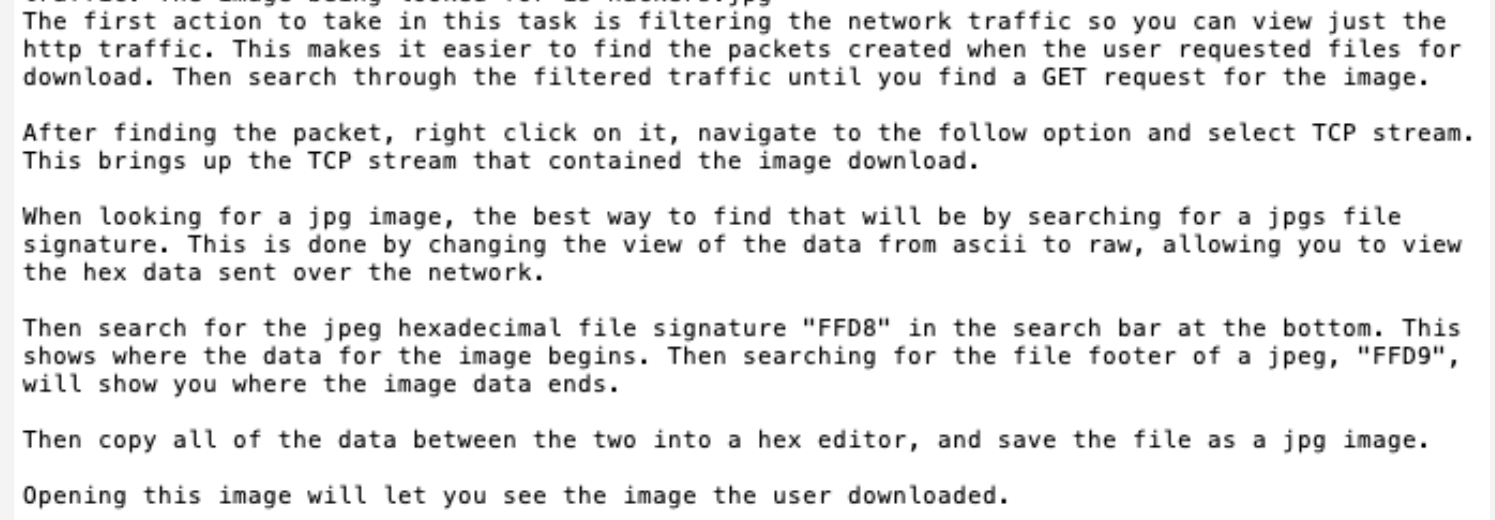 The first action to take in this task is filtering the network traffic so you can view just the
http traffic. This makes it easier to find the packets created when the user requested files for
download. Then search through the filtered traffic until you find a GET request for the image.
After finding the packet, right click on it, navigate to the follow option and select TCP stream.
This brings up the TCP stream that contained the image download.
When looking for a jpg image, the best way to find that will be by searching for a jpgs file
signature. This is done by changing the view of the data from ascii to raw, allowing you to view
the hex data sent over the network.
Then search for the jpeg hexadecimal file signature "FFD8" in the search bar at the bottom. This
shows where the data for the image begins. Then searching for the file footer of a jpeg, "FFD9",
will show you where the image data ends.
Then copy all of the data between the two into a hex editor, and save the file as a jpg image.
Opening this image will let you see the image the user downloaded.